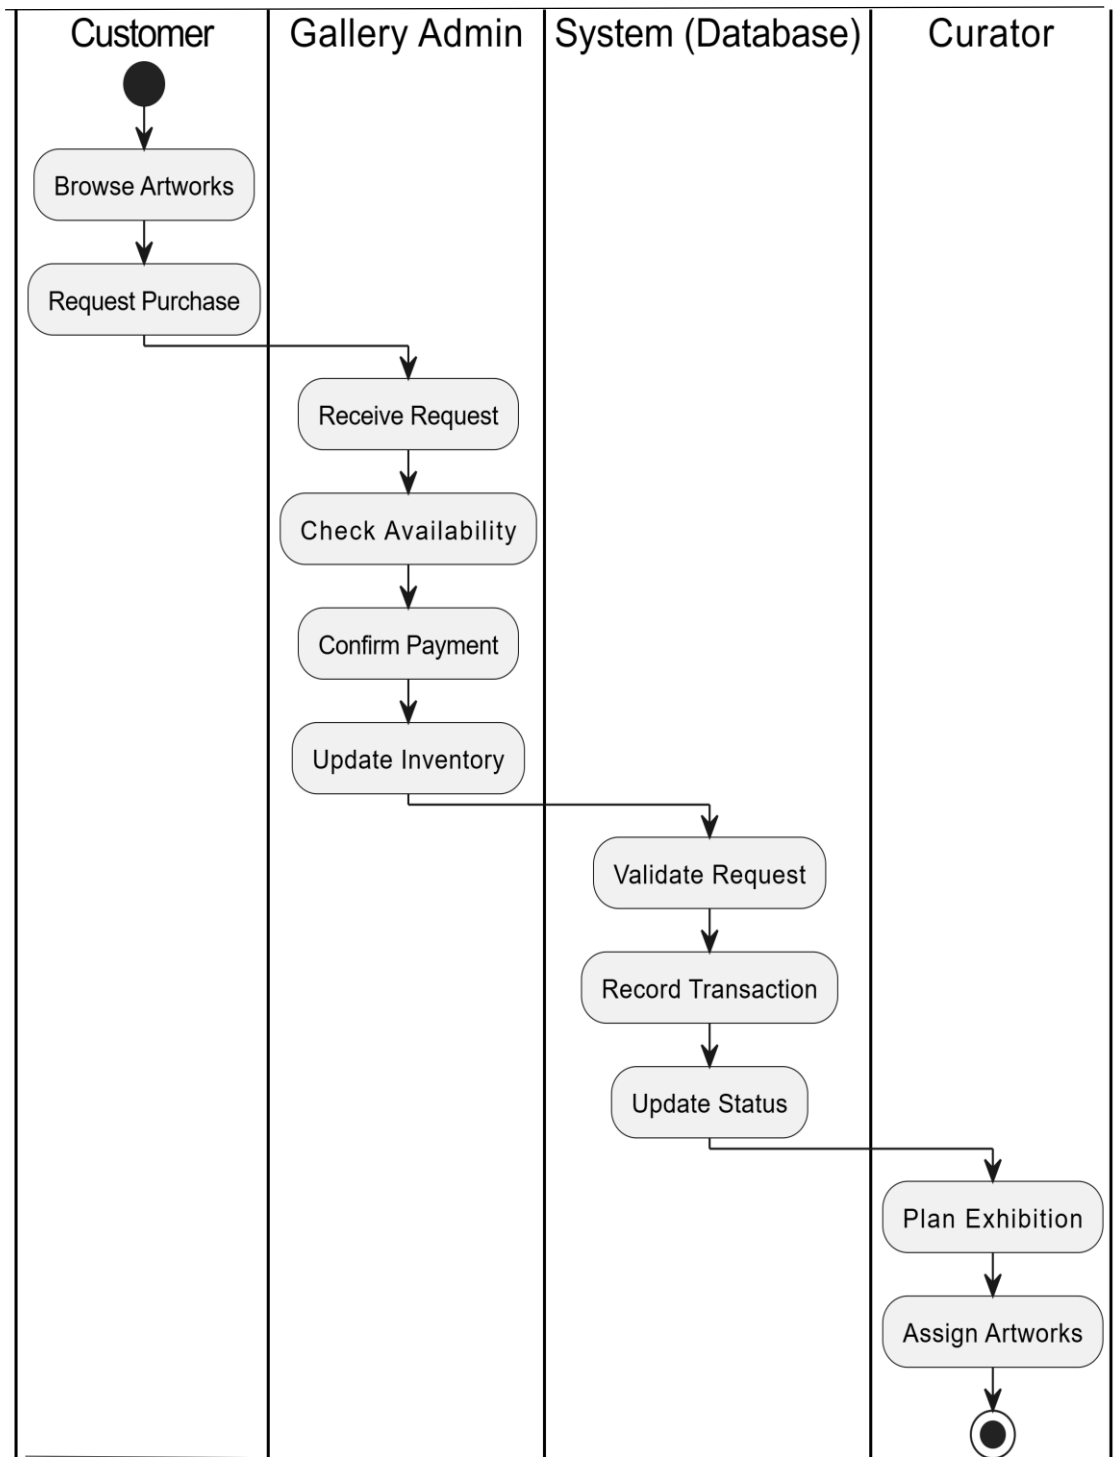 Customer
Gallery Admin
System (Database)
Curator
Browse Artworks
Request Purchase
Receive Request
Check Availability
Confirm Payment
Update Inventory
Validate Request
Record Transaction
Update Status
Plan Exhibition
Assign Artworks